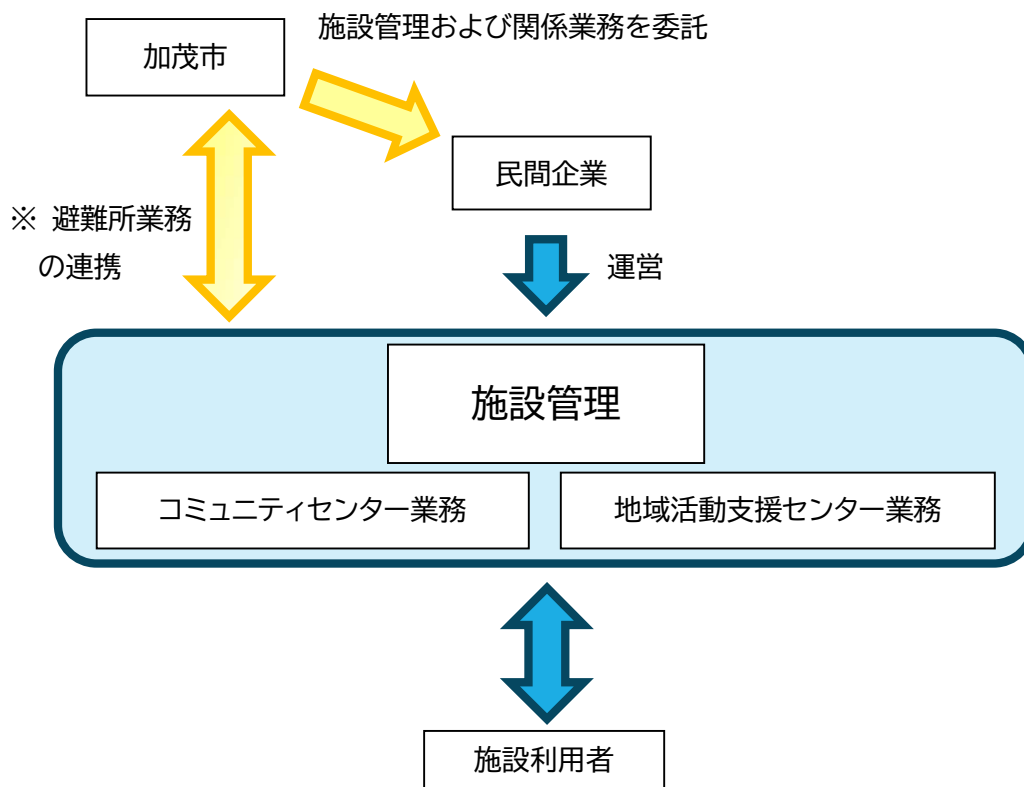 施設管理および関係業務を委託
加茂市
民間企業
※ 避難所業務
の連携
運営
施設管理
コミュニティセンター業務
地域活動支援センター業務
施設利用者